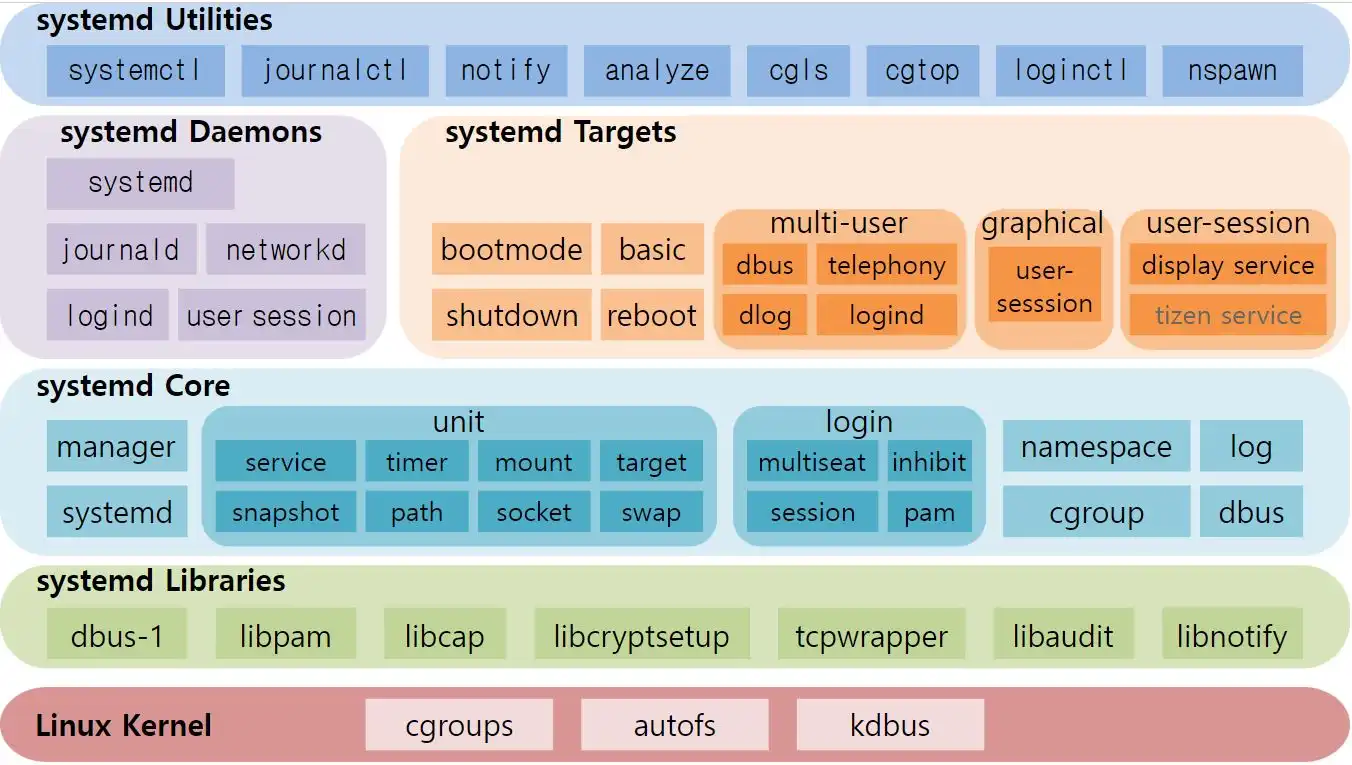 systemd Utilities
systemctl journalctl notify analyze cgls cgtop loginctl nspawn
systemd Daemons
systemd
journald networkd
logind user session
systemd Targets
bootmode basic
shutdown reboot
multi-user
dbus telephony
dlog logind
graphical
user-
sesssion
user-session
display service
tizen service
systemd Core
manager
systemd
unit
service timer mount target
snapshot path socket swap
login
multiseat inhibit
session pam
namespace log
cgroup dbus
systemd Libraries
dbus-1 libpam libcap libcryptsetup tcpwrapper libaudit libnotify
Linux Kernel cgroups autofs kdbus